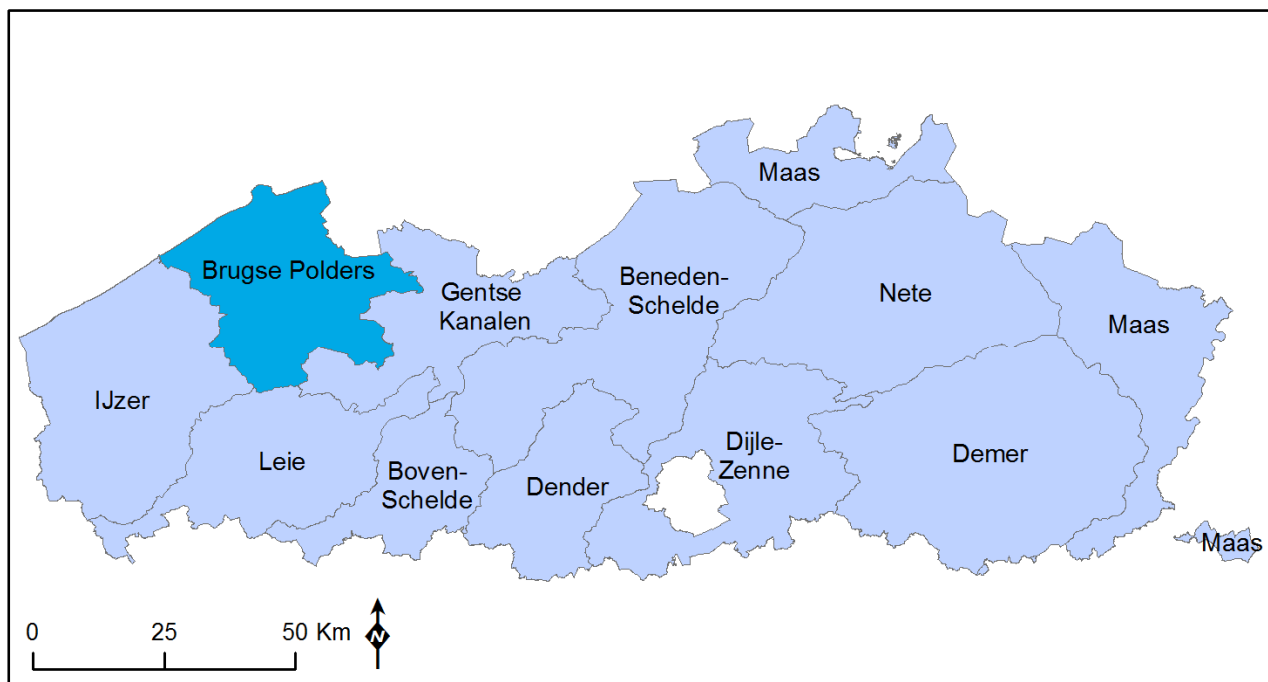 Maas
Brugse Polders
Beneden-
Schelde
Gentse
Kanalen
Nete
Maas
IJzer
Leie
Boven-
Schelde
Dender
Dijle-
Zenne
Demer
Maas
0 25 50 Km
N